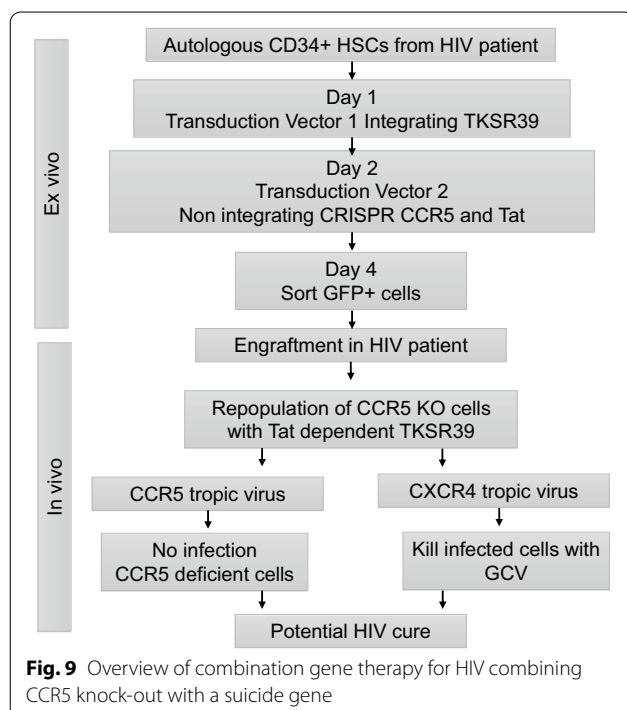 Ex vivo
Autologous CD34+ HSCs from HIV patient
Day 1
Transduction Vector 1 Integrating TKSR39
Day 2
Transduction Vector 2
Non integrating CRISPR CCR5 and Tat
Day 4
Sort GFP+ cells
In vivo
Engraftment in HIV patient
Repopulation of CCR5 KO cells
with Tat dependent TKSR39
CCR5 tropic virus
No infection
CCR5 deficient cells
CXCR4 tropic virus
Kill infected cells with
GCV
Potential HIV cure
Fig. 9 Overview of combination gene therapy for HIV combining
CCR5 knock-out with a suicide gene